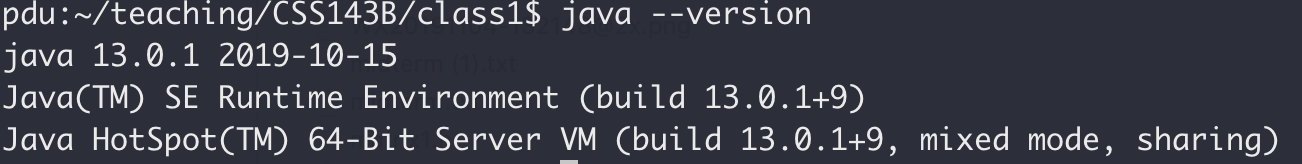 pdu:~/teaching/CSS143B/class1$ java --version
java 13.0.1 2019-10-15
Java(TM) SE Runtime Environment (build 13.0.1+9)
Java HotSpot(TM) 64-Bit Server VM (build 13.0.1+9, mixed mode, sharing)